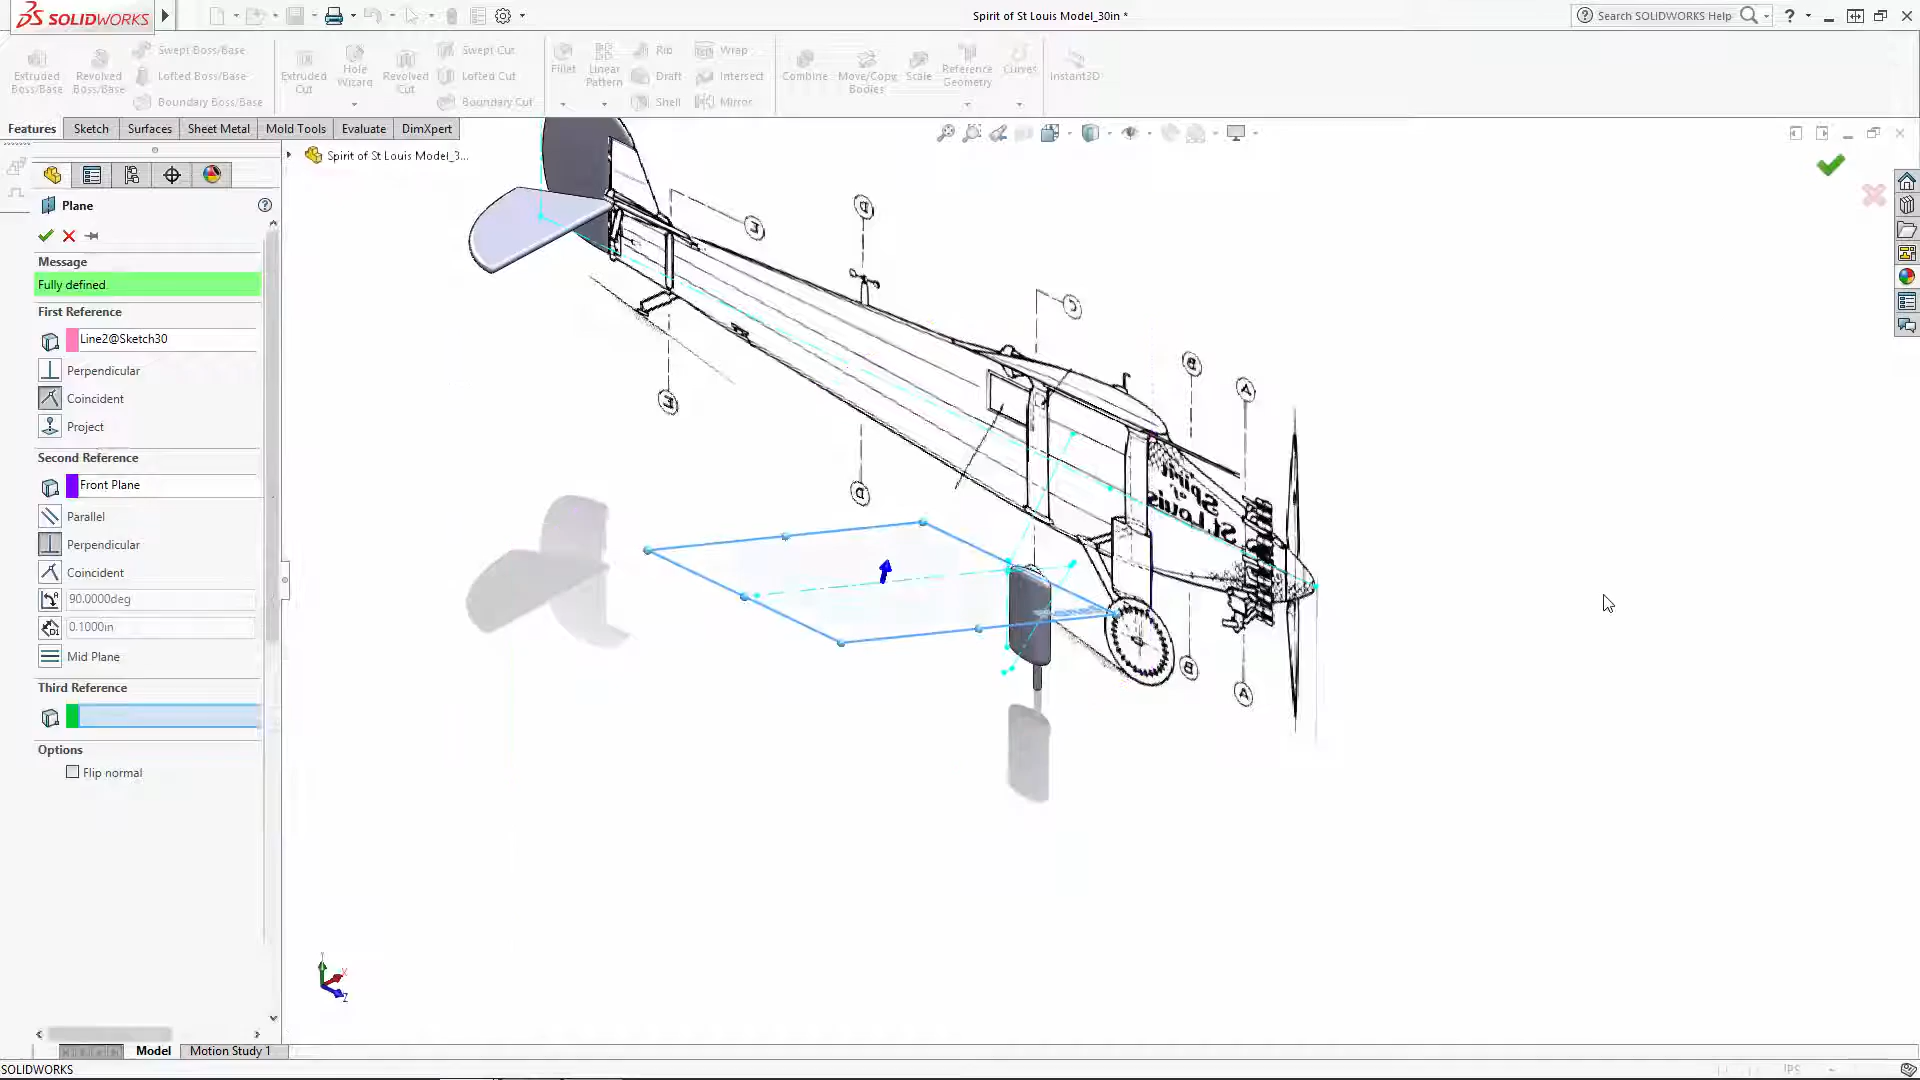 SOLIDWORKS
Spirit of St Louis Model_30in *
Search SOLIDWORKS Help
Extruded Boss/Base
Revolved Boss/Base
Swept Boss/Base
Lofted Boss/Base
Boundary Boss/Base
Extruded Cut
Hole Wizard
Revolved Cut
Swept Cut
Lofted Cut
Boundary Cut
Fillet
Linear Pattern
Rib
Draft
Shell
Wrap
Intersect
Mirror
Combine
Move/Copy Bodies
Scale
Reference Geometry
Curves
Instant3D
Features
Sketch
Surfaces
Sheet Metal
Mold Tools
Evaluate
DimXpert
Spirit of St Louis Model_3...
Plane
Message
Fully defined.
First Reference
Line2@Sketch30
Perpendicular
Coincident
Project
Second Reference
Front Plane
Parallel
Perpendicular
Coincident
90.0000deg
0.1000in
Mid Plane
Third Reference
Options
Flip normal
E
D
C
B
A
E
D
B
A
Spirit
of
St. Louis
Y
X
Z
Model
Motion Study 1
SOLIDWORKS
IPS